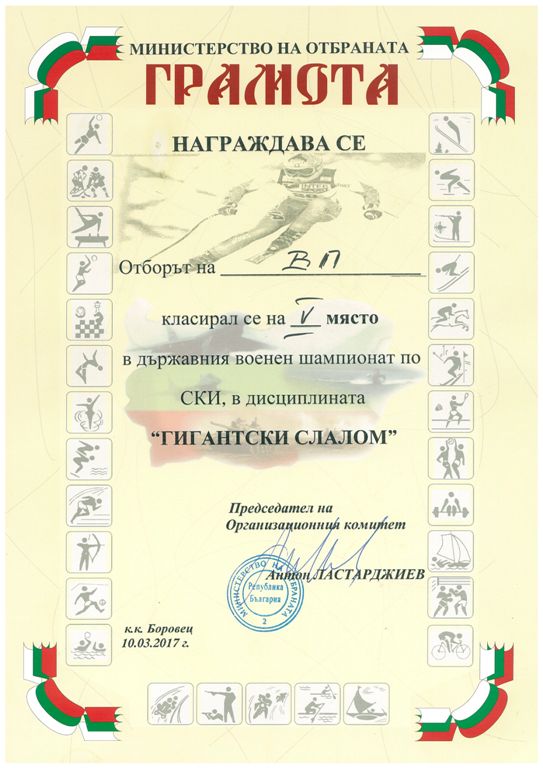 МИНИСТЕРСТВО НА ОТБРАНАТА
ГРАМОТА
НАГРАЖДАВА СЕ
INTER
Отборът на ВП
класирал се на V място
в държавния военен шампионат по
СКИ, в дисциплината
“ГИГАНТСКИ СЛАЛОМ”
Председател на
Организационния комитет
Антон ЛАСТАРДЖИЕВ
МИНИСТЕРСТВО НА ОТБРАНАТА
Република
България
2
к.к. Боровец
10.03.2017 г.